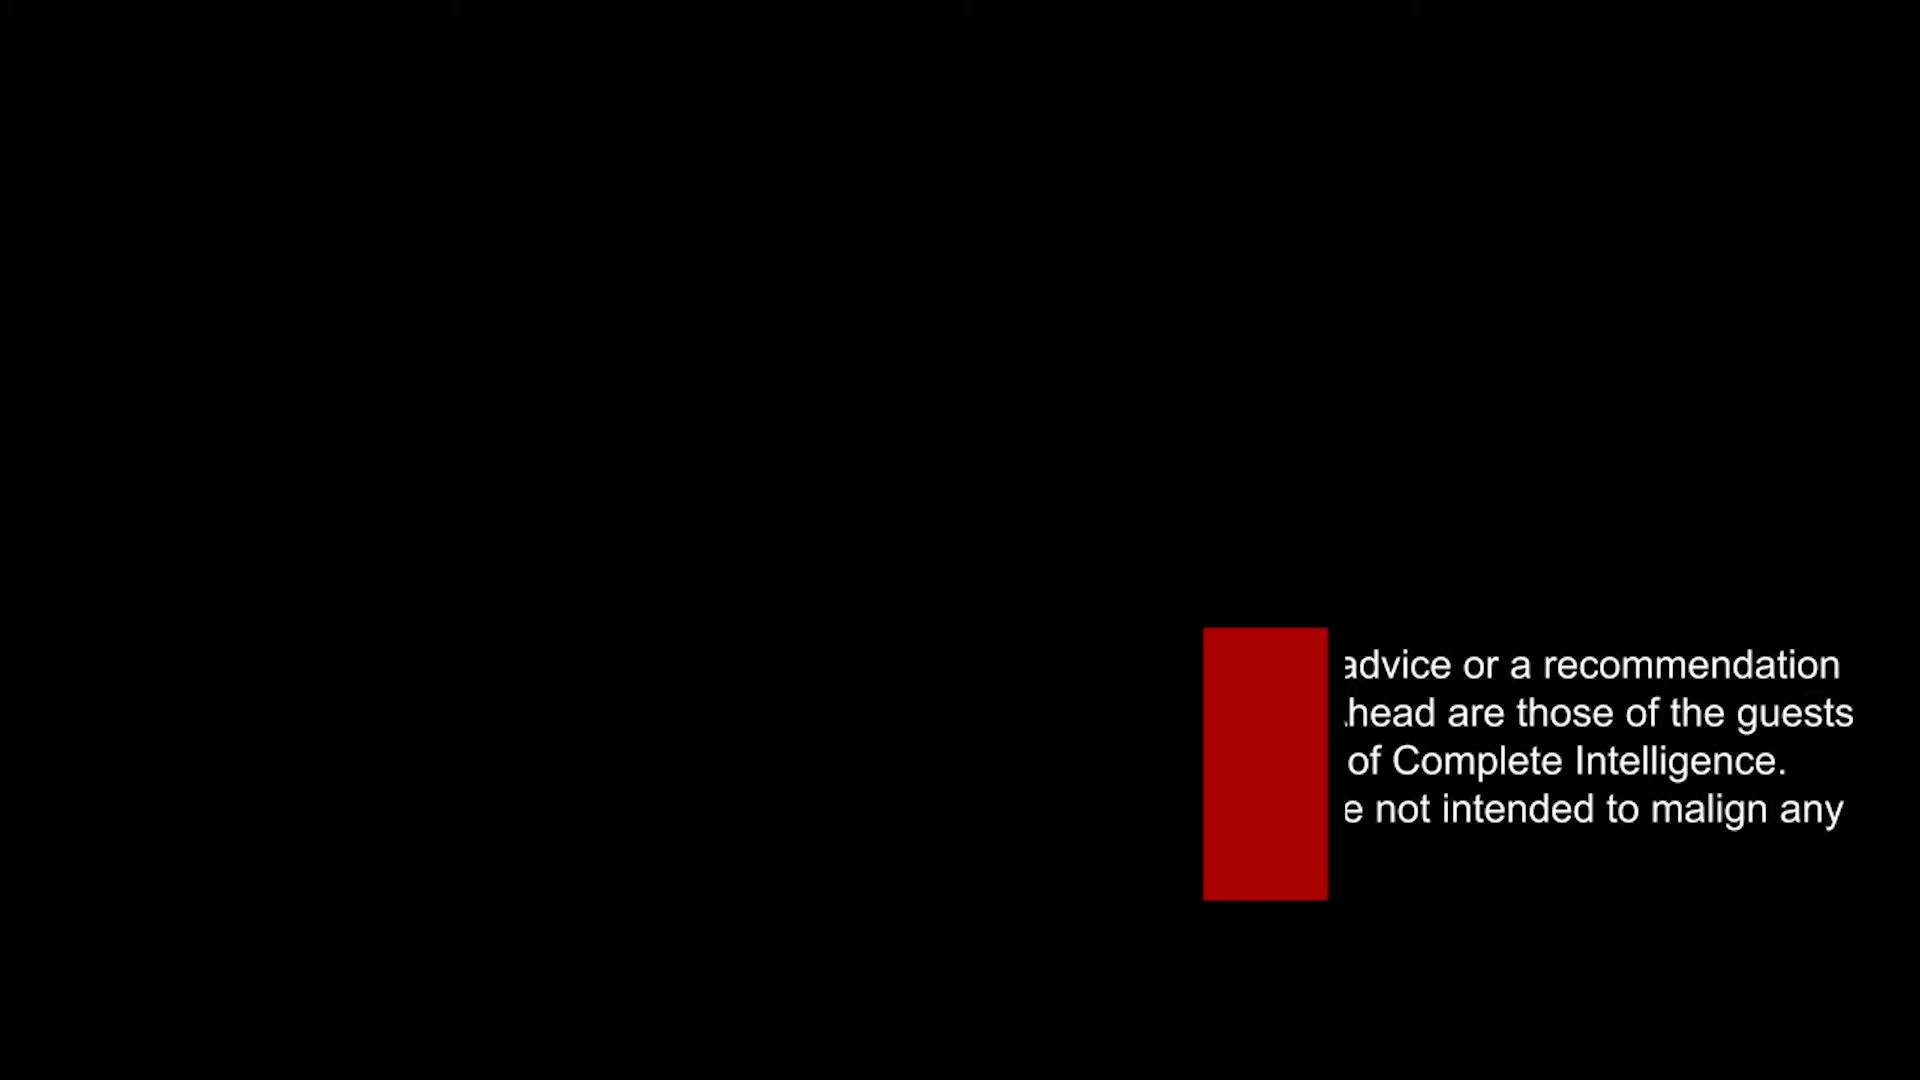 advice or a recommendation
head are those of the guests
of Complete Intelligence.
not intended to malign any